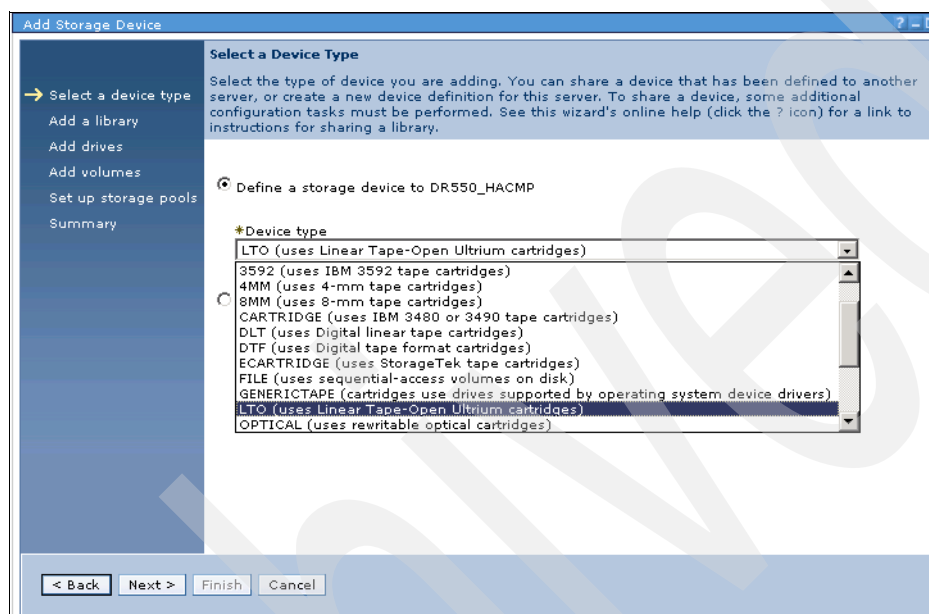 Add Storage Device
? –
Select a device type
Add a library
Add drives
Add volumes
Set up storage pools
Summary
Select a Device Type
Select the type of device you are adding. You can share a device that has been defined to another
server, or create a new device definition for this server. To share a device, some additional
configuration tasks must be performed. See this wizard's online help (click the ? icon) for a link to
instructions for sharing a library.
Define a storage device to DR550_HACMP
*Device type
LTO (uses Linear Tape-Open Ultrium cartridges)
3592 (uses IBM 3592 tape cartridges)
4MM (uses 4-mm tape cartridges)
8MM (uses 8-mm tape cartridges)
CARTRIDGE (uses IBM 3480 or 3490 tape cartridges)
DLT (uses Digital linear tape cartridges)
DTF (uses Digital tape format cartridges)
ECARTRIDGE (uses StorageTek tape cartridges)
FILE (uses sequential-access volumes on disk)
GENERICTAPE (cartridges use drives supported by operating system device drivers)
LTO (uses Linear Tape-Open Ultrium cartridges)
OPTICAL (uses rewritable optical cartridges)
< Back
Next >
Finish
Cancel